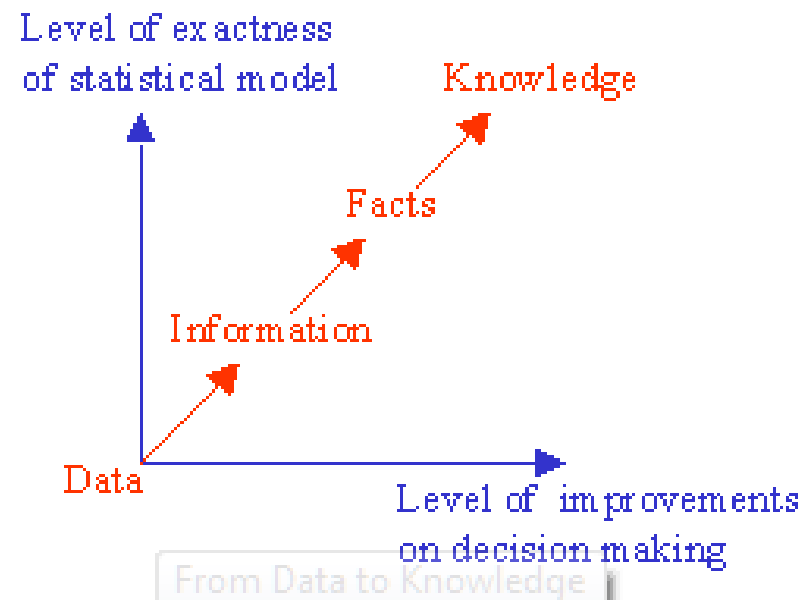 Level of exactness
of statistical model
Knowledge
Facts
Information
Data
Level of improvements
on decision making
From Data to Knowledge